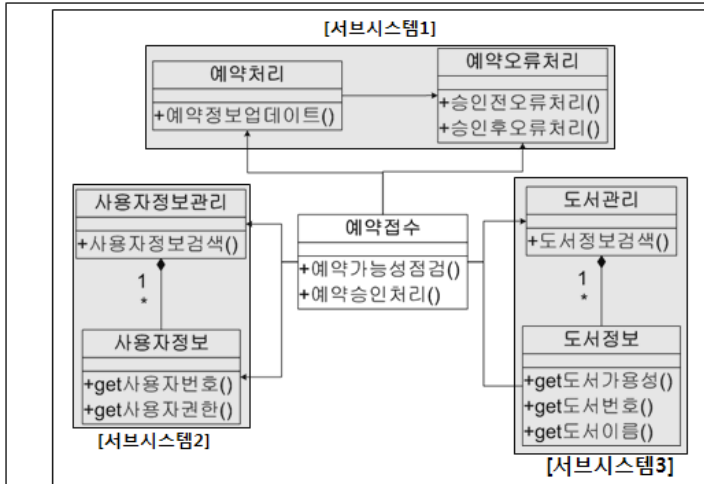 [서브시스템1]
예약처리
+예약정보업데이트()
예약오류처리
+승인전오류처리()
+승인후오류처리()
사용자정보관리
+사용자정보검색()
1
*
사용자정보
+get사용자번호()
+get사용자권한()
[서브시스템2]
예약접수
+예약가능성점검()
+예약승인처리()
도서관리
+도서정보검색()
1
*
도서정보
+get도서가용성()
+get도서번호()
+get도서이름()
[서브시스템3]